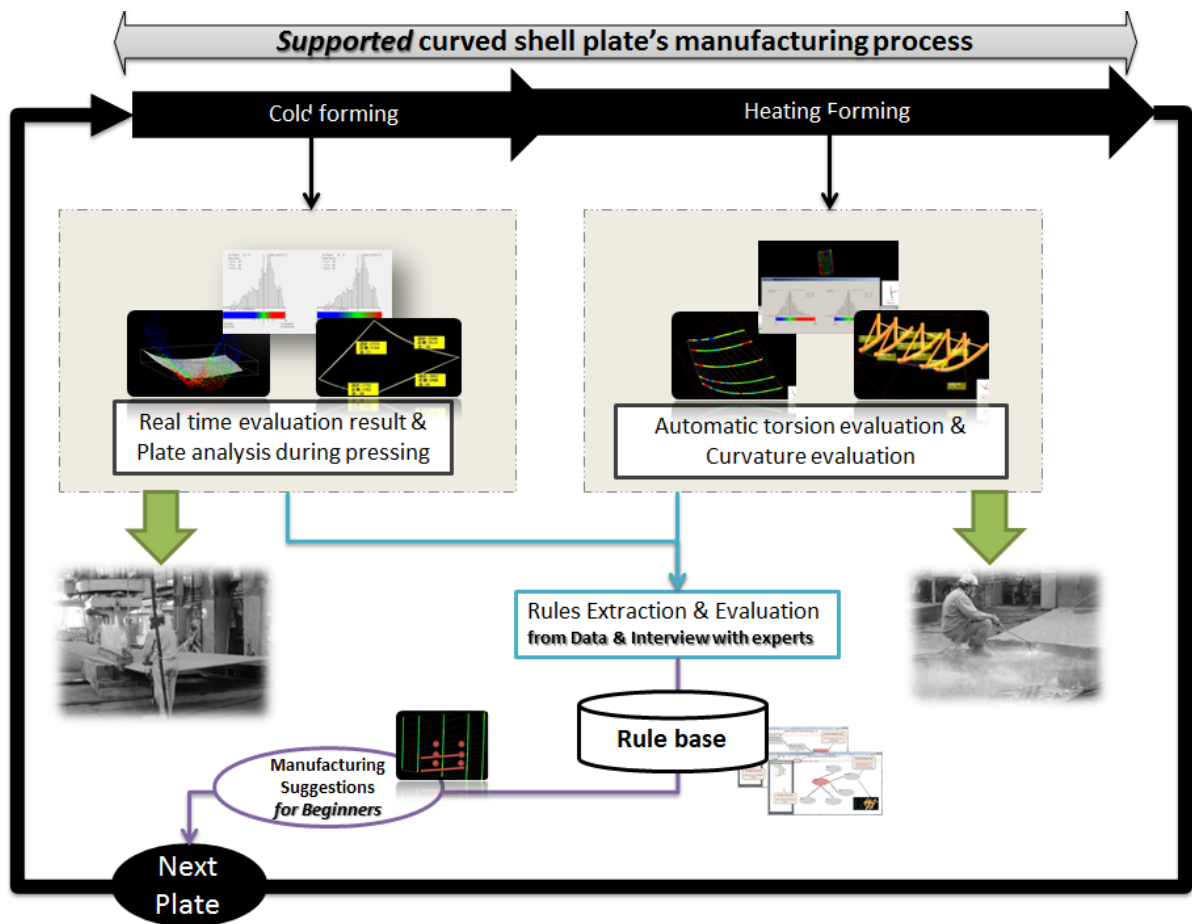 Supported curved shell plate's manufacturing process
Cold forming
Heating Forming
Real time evaluation result &
Plate analysis during pressing
Automatic torsion evaluation &
Curvature evaluation
Rules Extraction & Evaluation
from Data & Interview with experts
Rule base
Manufacturing
Suggestions
for Beginners
Next
Plate